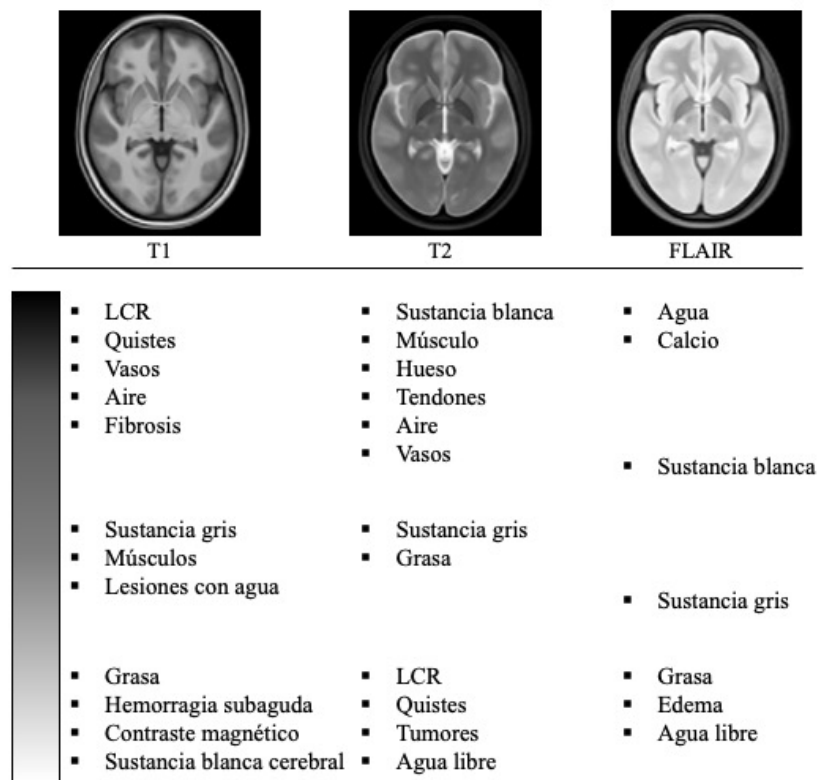 T1
T2
FLAIR
▪ LCR
▪ Quistes
▪ Vasos
▪ Aire
▪ Fibrosis
▪ Sustancia gris
▪ Músculos
▪ Lesiones con agua
▪ Grasa
▪ Hemorragia subaguda
▪ Contraste magnético
▪ Sustancia blanca cerebral
▪ Sustancia blanca
▪ Músculo
▪ Hueso
▪ Tendones
▪ Aire
▪ Vasos
▪ Sustancia gris
▪ Grasa
▪ LCR
▪ Quistes
▪ Tumores
▪ Agua libre
▪ Agua
▪ Calcio
▪ Sustancia blanca
▪ Sustancia gris
▪ Grasa
▪ Edema
▪ Agua libre